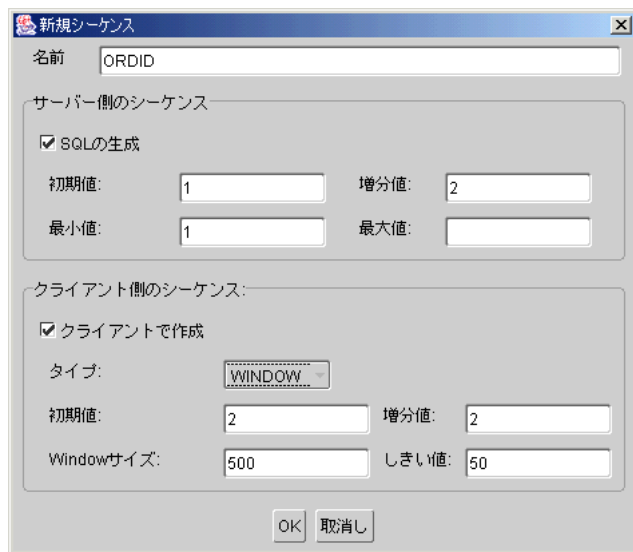 新規シーケンス
名前 ORDID
サーバー側のシーケンス
SQLの生成
初期値: 1 増分値: 2
最小値: 1 最大値:
クライアント側のシーケンス:
クライアントで作成
タイプ: WINDOW
初期値: 2 増分値: 2
Windowサイズ: 500 しきい値: 50
OK 取消し